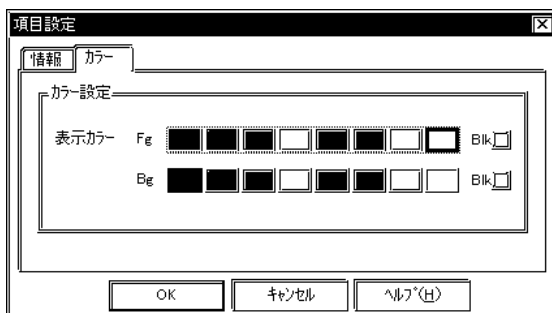 項目設定
情報 カラー
カラー設定
表示カラー Fg Blk
Bg Blk
OK キャンセル ヘルプ(H)